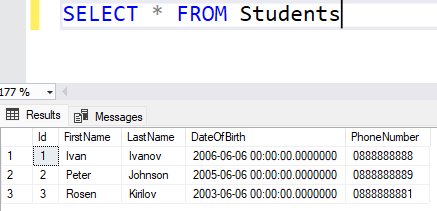 SELECT * FROM Students
177 %
Results Messages
Id FirstName LastName DateOfBirth PhoneNumber
1 1 Ivan Ivanov 2006-06-06 00:00:00.0000000 0888888888
2 2 Peter Johnson 2005-06-06 00:00:00.0000000 0888888889
3 3 Rosen Kirilov 2003-06-06 00:00:00.0000000 0888888881